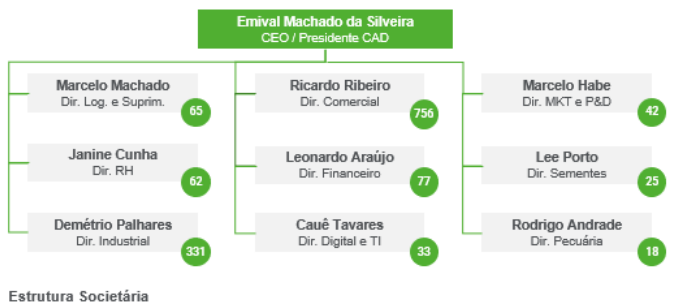 Emival Machado da Silveira
CEO / Presidente CAD
Marcelo Machado
Dir. Log. e Suprim.
65
Ricardo Ribeiro
Dir. Comercial
756
Marcelo Habe
Dir. MKT e P&D
42
Janine Cunha
Dir. RH
62
Leonardo Araújo
Dir. Financeiro
77
Lee Porto
Dir. Sementes
25
Demétrio Palhares
Dir. Industrial
331
Cauê Tavares
Dir. Digital e TI
33
Rodrigo Andrade
Dir. Pecuária
18
Estrutura Societária